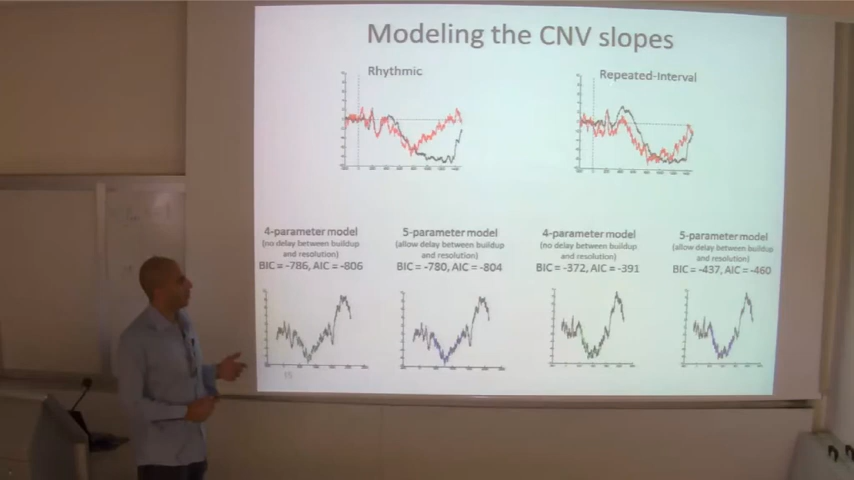 Modeling the CNV slopes
Rhythmic
Repeated-Interval
4-parameter model
(no delay between buildup
and resolution)
BIC = -786, AIC = -806
5-parameter model
(allow delay between buildup
and resolution)
BIC = -780, AIC = -804
4-parameter model
(no delay between buildup
and resolution)
BIC = -372, AIC = -391
5-parameter model
(allow delay between buildup
and resolution)
BIC = -437, AIC = -460